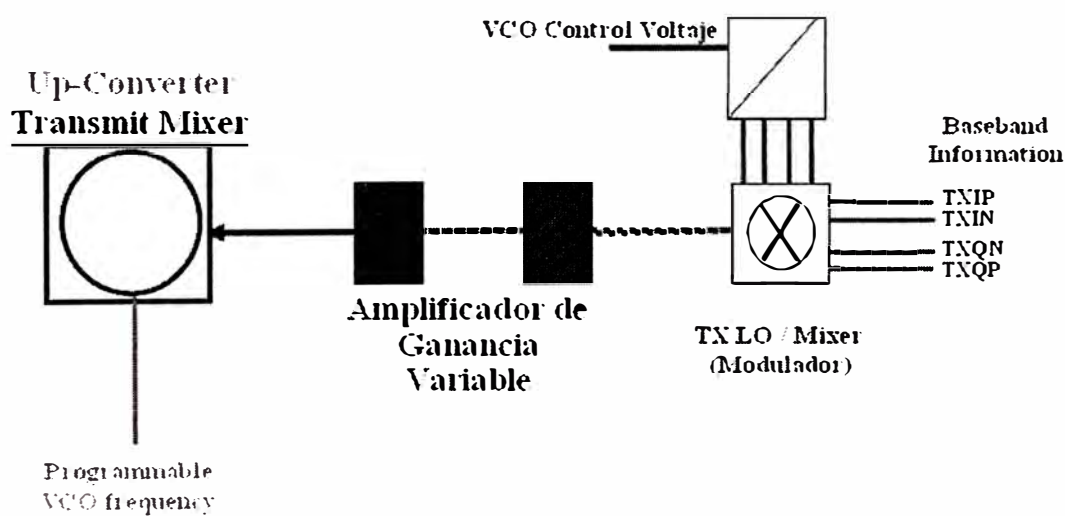 VCO Control Voltaje
Up-Converter
Transmit Mixer
Baseband
Information
TXIP
TXIN
TXQN
TXQP
Amplificador de
Ganancia
Variable
TX LO / Mixer
(Modulador)
Programmable
VCO frequency